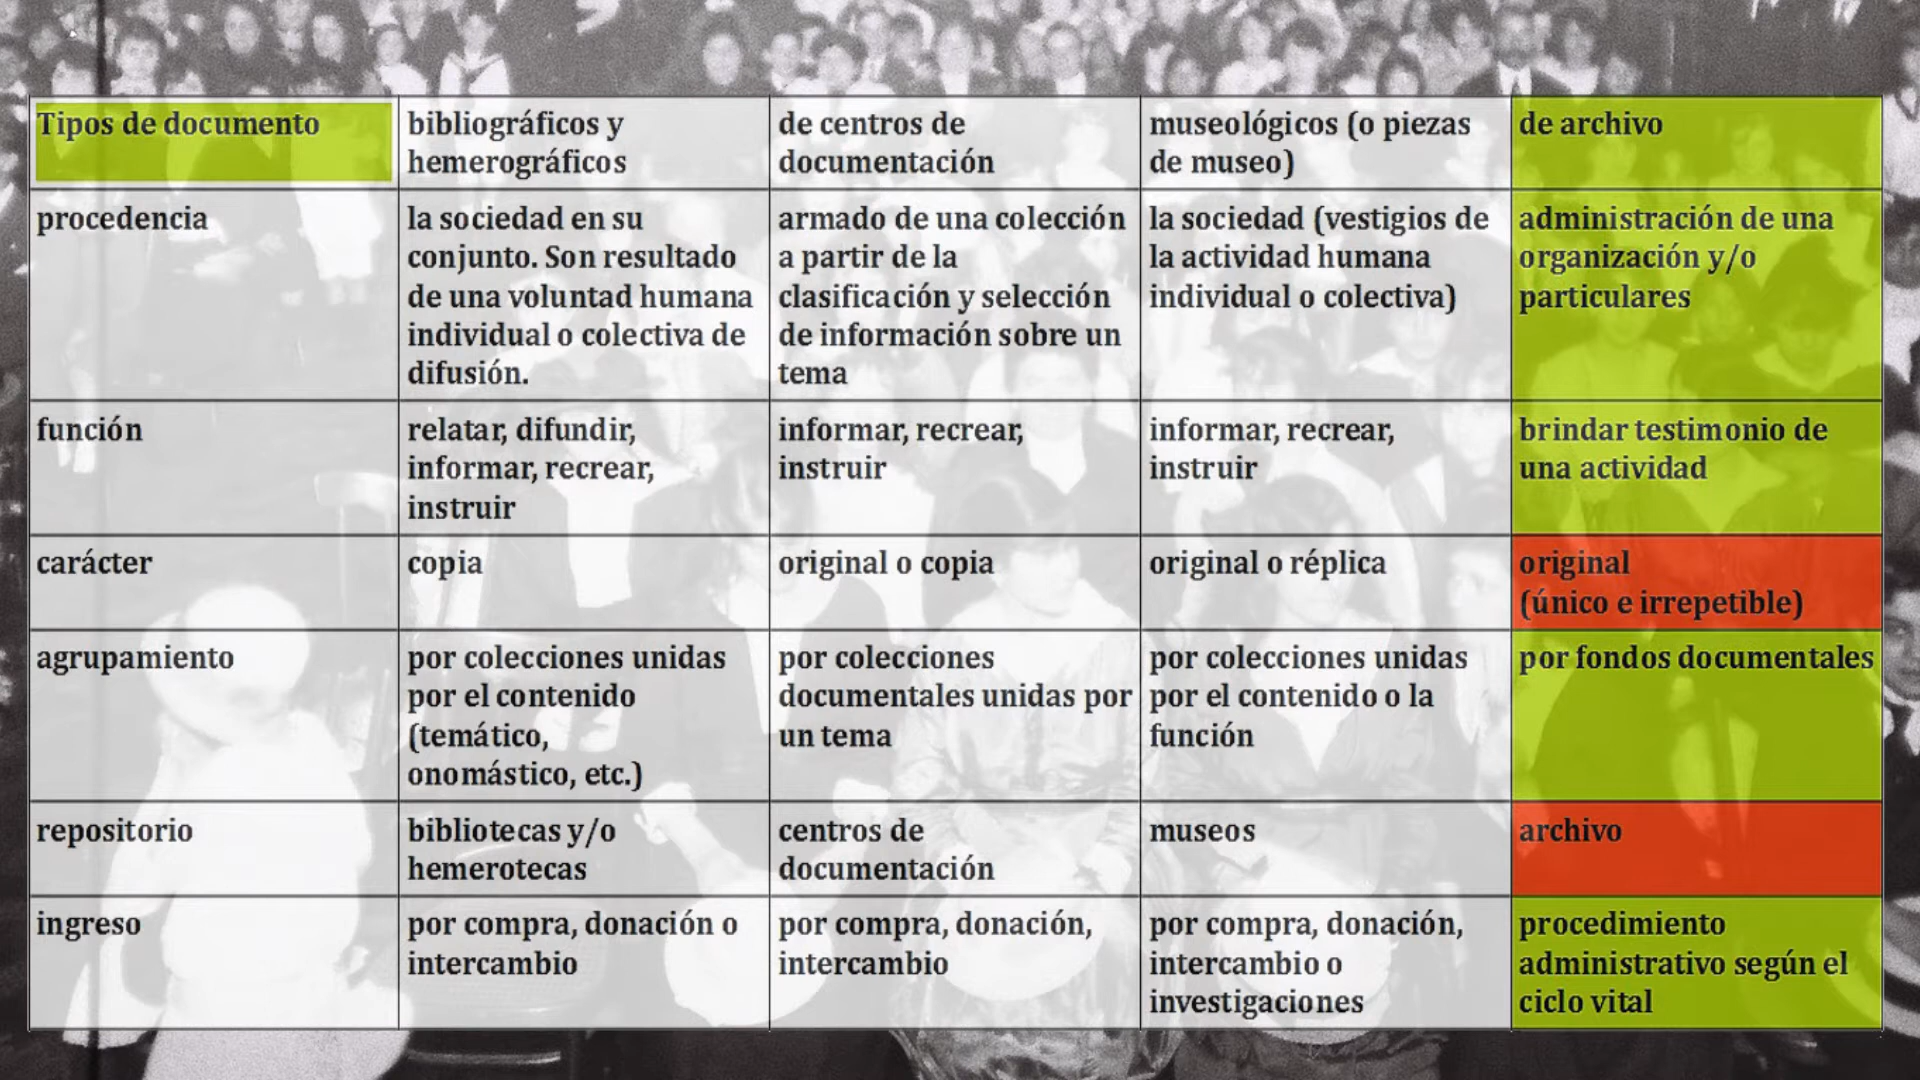 Tipos de documento
bibliográficos y
hemerográficos
de centros de
documentación
museológicos (o piezas
de museo)
de archivo
procedencia
la sociedad en su
conjunto. Son resultado
de una voluntad humana
individual o colectiva de
difusión.
armado de una colección
a partir de la
clasificación y selección
de información sobre un
tema
la sociedad (vestigios de
la actividad humana
individual o colectiva)
administración de una
organización y/o
particulares
función
relatar, difundir,
informar, recrear,
instruir
informar, recrear,
instruir
informar, recrear,
instruir
brindar testimonio de
una actividad
carácter
copia
original o copia
original o réplica
original
(único e irrepetible)
agrupamiento
por colecciones unidas
por el contenido
(temático,
onomástico, etc.)
por colecciones
documentales unidas por
un tema
por colecciones unidas
por el contenido o la
función
por fondos documentales
repositorio
bibliotecas y/o
hemerotecas
centros de
documentación
museos
archivo
ingreso
por compra, donación o
intercambio
por compra, donación,
intercambio
por compra, donación,
intercambio o
investigaciones
procedimiento
administrativo según el
ciclo vital